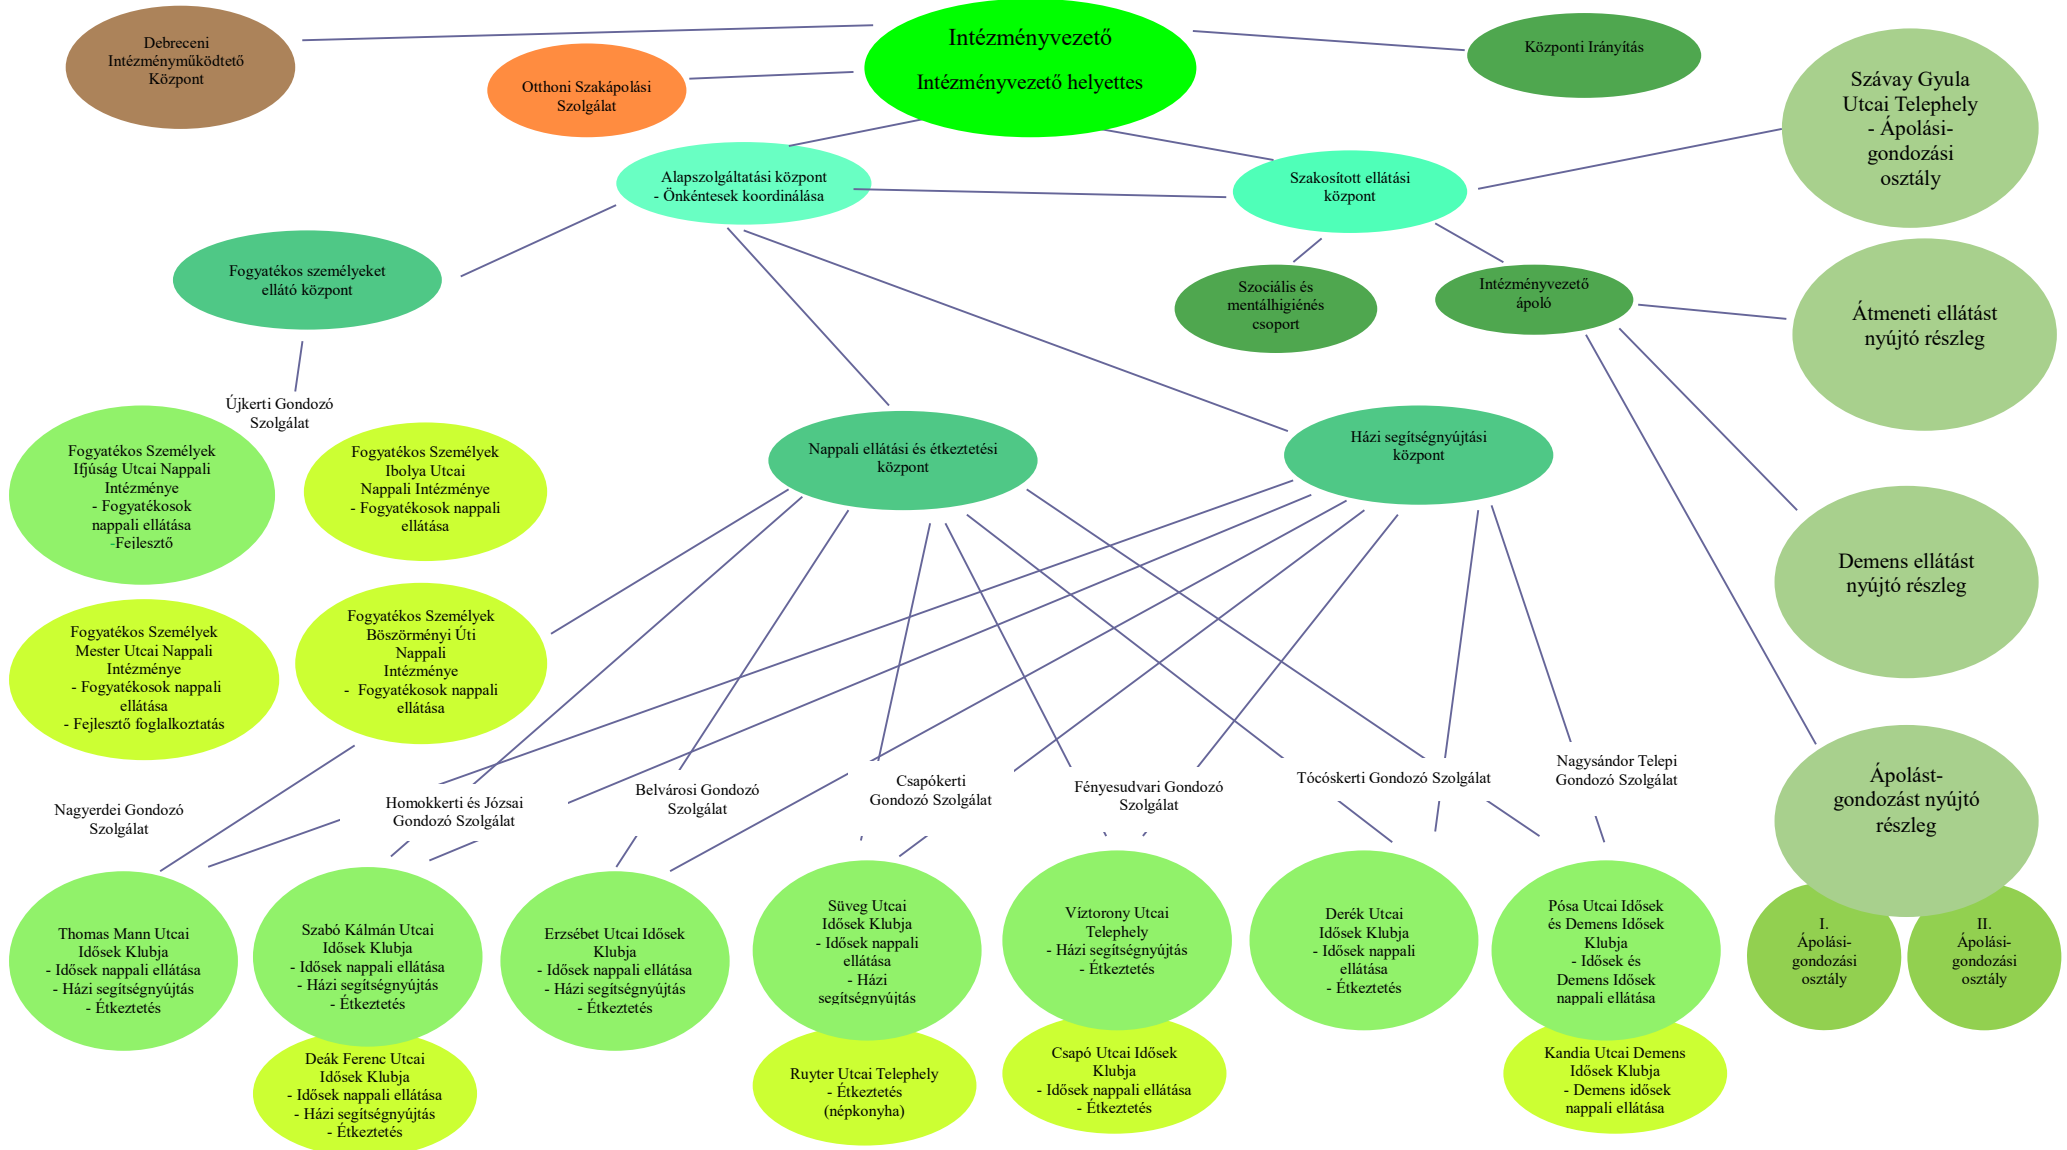 Debreceni
Intézményműködtető
Központ
Otthoni Szakápolási
Szolgálat
Intézményvezető
Intézményvezető helyettes
Központi Irányítás
Szávay Gyula
Utcai Telephely
- Ápolási-
gondozási
osztály
Alapszolgáltatási központ
- Önkéntesek koordinálása
Szakosított ellátási
központ
Fogyatékos személyeket
ellátó központ
Szociális és
mentálhigiénés
csoport
Intézményvezető
ápoló
Átmeneti ellátást
nyújtó részleg
Újkerti Gondozó
Szolgálat
Fogyatékos Személyek
Ifjúság Utcai Nappali
Intézménye
- Fogyatékosok
nappali ellátása
-Fejlesztő
Fogyatékos Személyek
Ibolya Utcai
Nappali Intézménye
- Fogyatékosok nappali
ellátása
Nappali ellátási és étkeztetési
központ
Házi segítségnyújtási
központ
Demens ellátást
nyújtó részleg
Fogyatékos Személyek
Mester Utcai Nappali
Intézménye
- Fogyatékosok nappali
ellátása
- Fejlesztő foglalkoztatás
Fogyatékos Személyek
Böszörményi Úti
Nappali
Intézménye
- Fogyatékosok nappali
ellátása
Nagyerdei Gondozó
Szolgálat
Homokkerti és Józsai
Gondozó Szolgálat
Belvárosi Gondozó
Szolgálat
Csapókerti
Gondozó Szolgálat
Fényesudvari Gondozó
Szolgálat
Tócóskerti Gondozó Szolgálat
Nagysándor Telepi
Gondozó Szolgálat
Ápolást-
gondozást nyújtó
részleg
Thomas Mann Utcai
Idősek Klubja
- Idősek nappali ellátása
- Házi segítségnyújtás
- Étkeztetés
Szabó Kálmán Utcai
Idősek Klubja
- Idősek nappali ellátása
- Házi segítségnyújtás
- Étkeztetés
Erzsébet Utcai Idősek
Klubja
- Idősek nappali ellátása
- Házi segítségnyújtás
- Étkeztetés
Süveg Utcai
Idősek Klubja
- Idősek nappali
ellátása
- Házi
segítségnyújtás
Víztorony Utcai
Telephely
- Házi segítségnyújtás
- Étkeztetés
Derék Utcai
Idősek Klubja
- Idősek nappali
ellátása
- Étkeztetés
Pósa Utcai Idősek
és Demens Idősek
Klubja
- Idősek és
Demens Idősek
nappali ellátása
I.
Ápolási-
gondozási
osztály
II.
Ápolási-
gondozási
osztály
Deák Ferenc Utcai
Idősek Klubja
- Idősek nappali ellátása
- Házi segítségnyújtás
- Étkeztetés
Ruyter Utcai Telephely
- Étkeztetés
(népkonyha)
Csapó Utcai Idősek
Klubja
- Idősek nappali ellátása
- Étkeztetés
Kandia Utcai Demens
Idősek Klubja
- Demens idősek
nappali ellátása